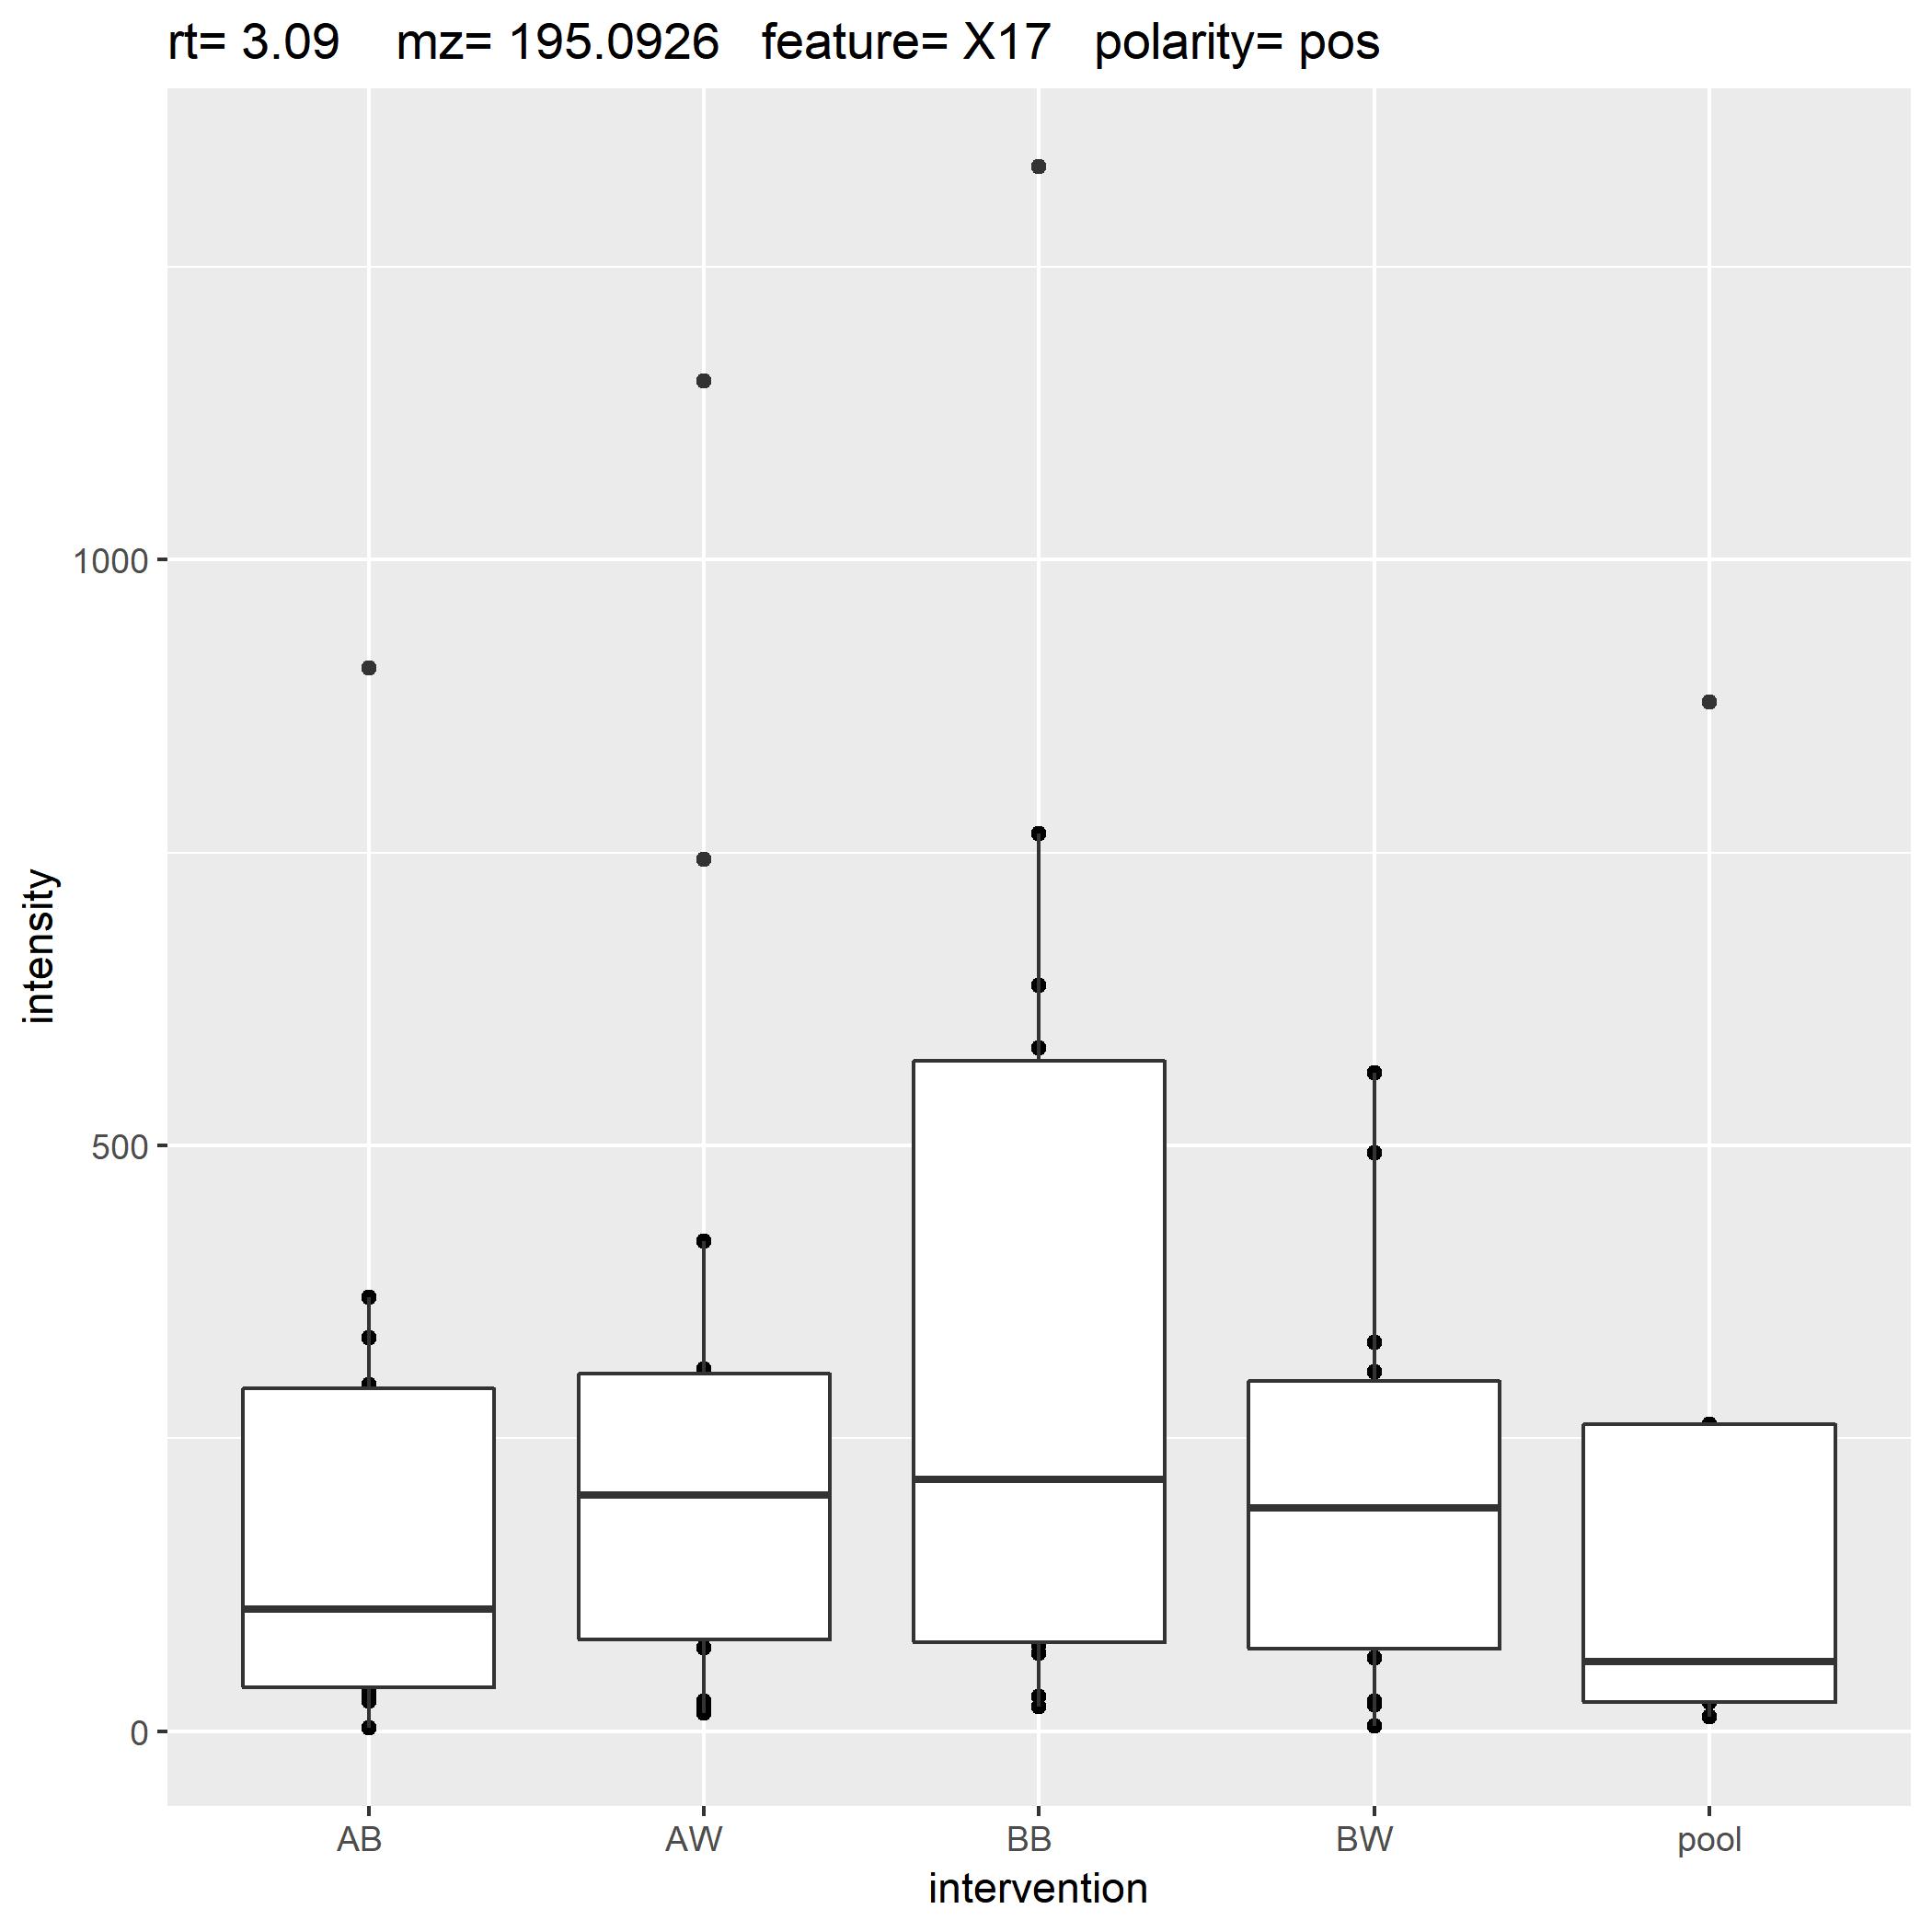 rt= 3.09 mz= 195.0926 feature= X17 polarity= pos
1000
500
0
intensity
AB AW BB BW pool
intervention